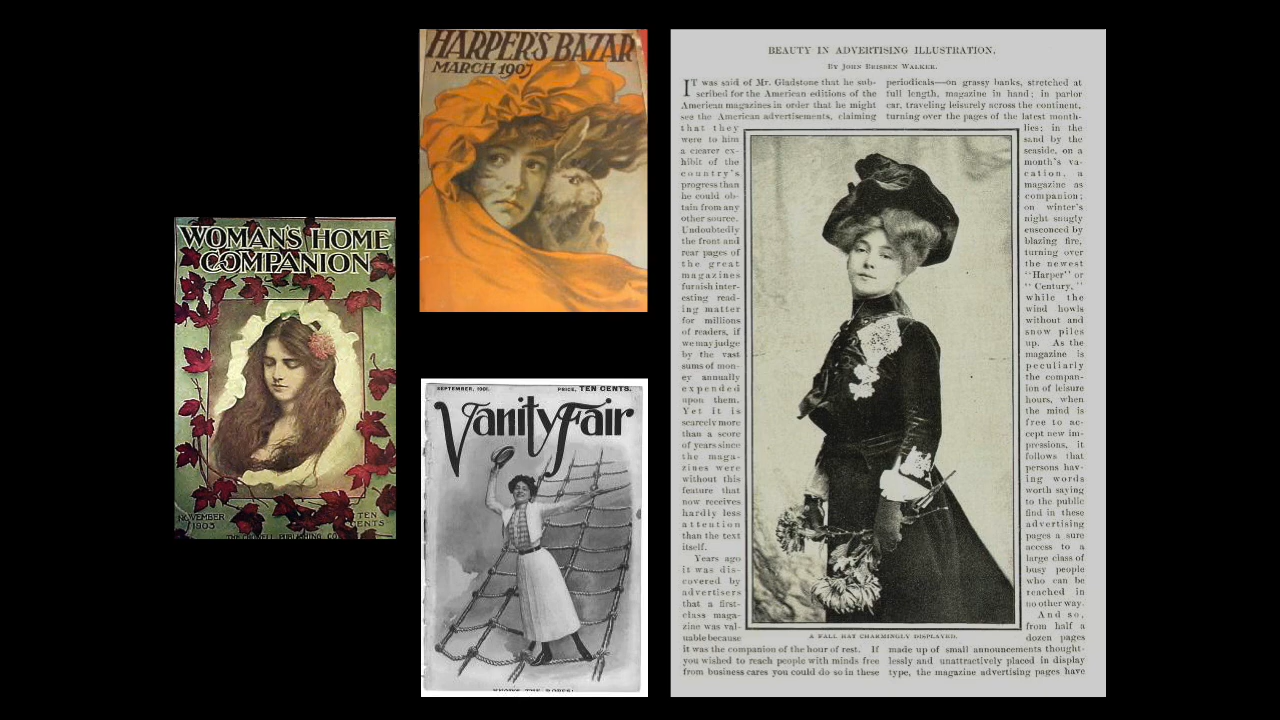 WOMAN'S HOME
COMPANION
NOVEMBER
1903
TEN
CENTS
THE CROWELL PUBLISHING CO.
HARPER'S BAZAR
MARCH 1907
SEPTEMBER, 1901.
PRICE, TEN CENTS.
Vanity Fair
KNOWS THE ROPES!
BEAUTY IN ADVERTISING ILLUSTRATION.
BY JOHN BRISBEN WALKER.
IT was said of Mr. Gladstone that he sub-
scribed for the American editions of the
American magazines in order that he might
see the American advertisements, claiming
that they
were to him
a clearer ex-
hibit of the
country's
progress than
he could ob-
tain from any
other source.
Undoubtedly
the front and
rear pages of
the great
magazines
furnish inter-
esting read-
ing matter
for millions
of readers, if
we may judge
by the vast
sums of mon-
ey annually
expended
upon them.
Yet it is
scarcely more
than a score
of years since
the maga-
zines were
without this
feature that
now receives
hardly less
attention
than the text
itself.
Years ago
it was dis-
covered by
advertisers
that a first-
class maga-
zine was val-
uable because
it was the companion of the hour of rest. If
you wished to reach people with minds free
from business cares you could do so in these
periodicals—on grassy banks, stretched at
full length, magazine in hand; in parlor
car, traveling leisurely across the continent,
turning over the pages of the latest month-
lies; in the
sand by the
seaside, on a
month's va-
cation, a
magazine as
companion;
on winter's
night snugly
ensconced by
blazing fire,
turning over
the newest
"Harper" or
"Century,"
while the
wind howls
without and
snow piles
up. As the
magazine is
peculiarly
the compan-
ion of leisure
hours, when
the mind is
free to ac-
cept new im-
pressions, it
follows that
persons hav-
ing words
worth saying
to the public
find in these
advertising
pages a sure
access to a
large class of
busy people
who can be
reached in
no other way.
And so,
from half a
dozen pages
made up of small announcements thought-
lessly and unattractively placed in display
type, the magazine advertising pages have
A FALL HAT CHARMINGLY DISPLAYED.